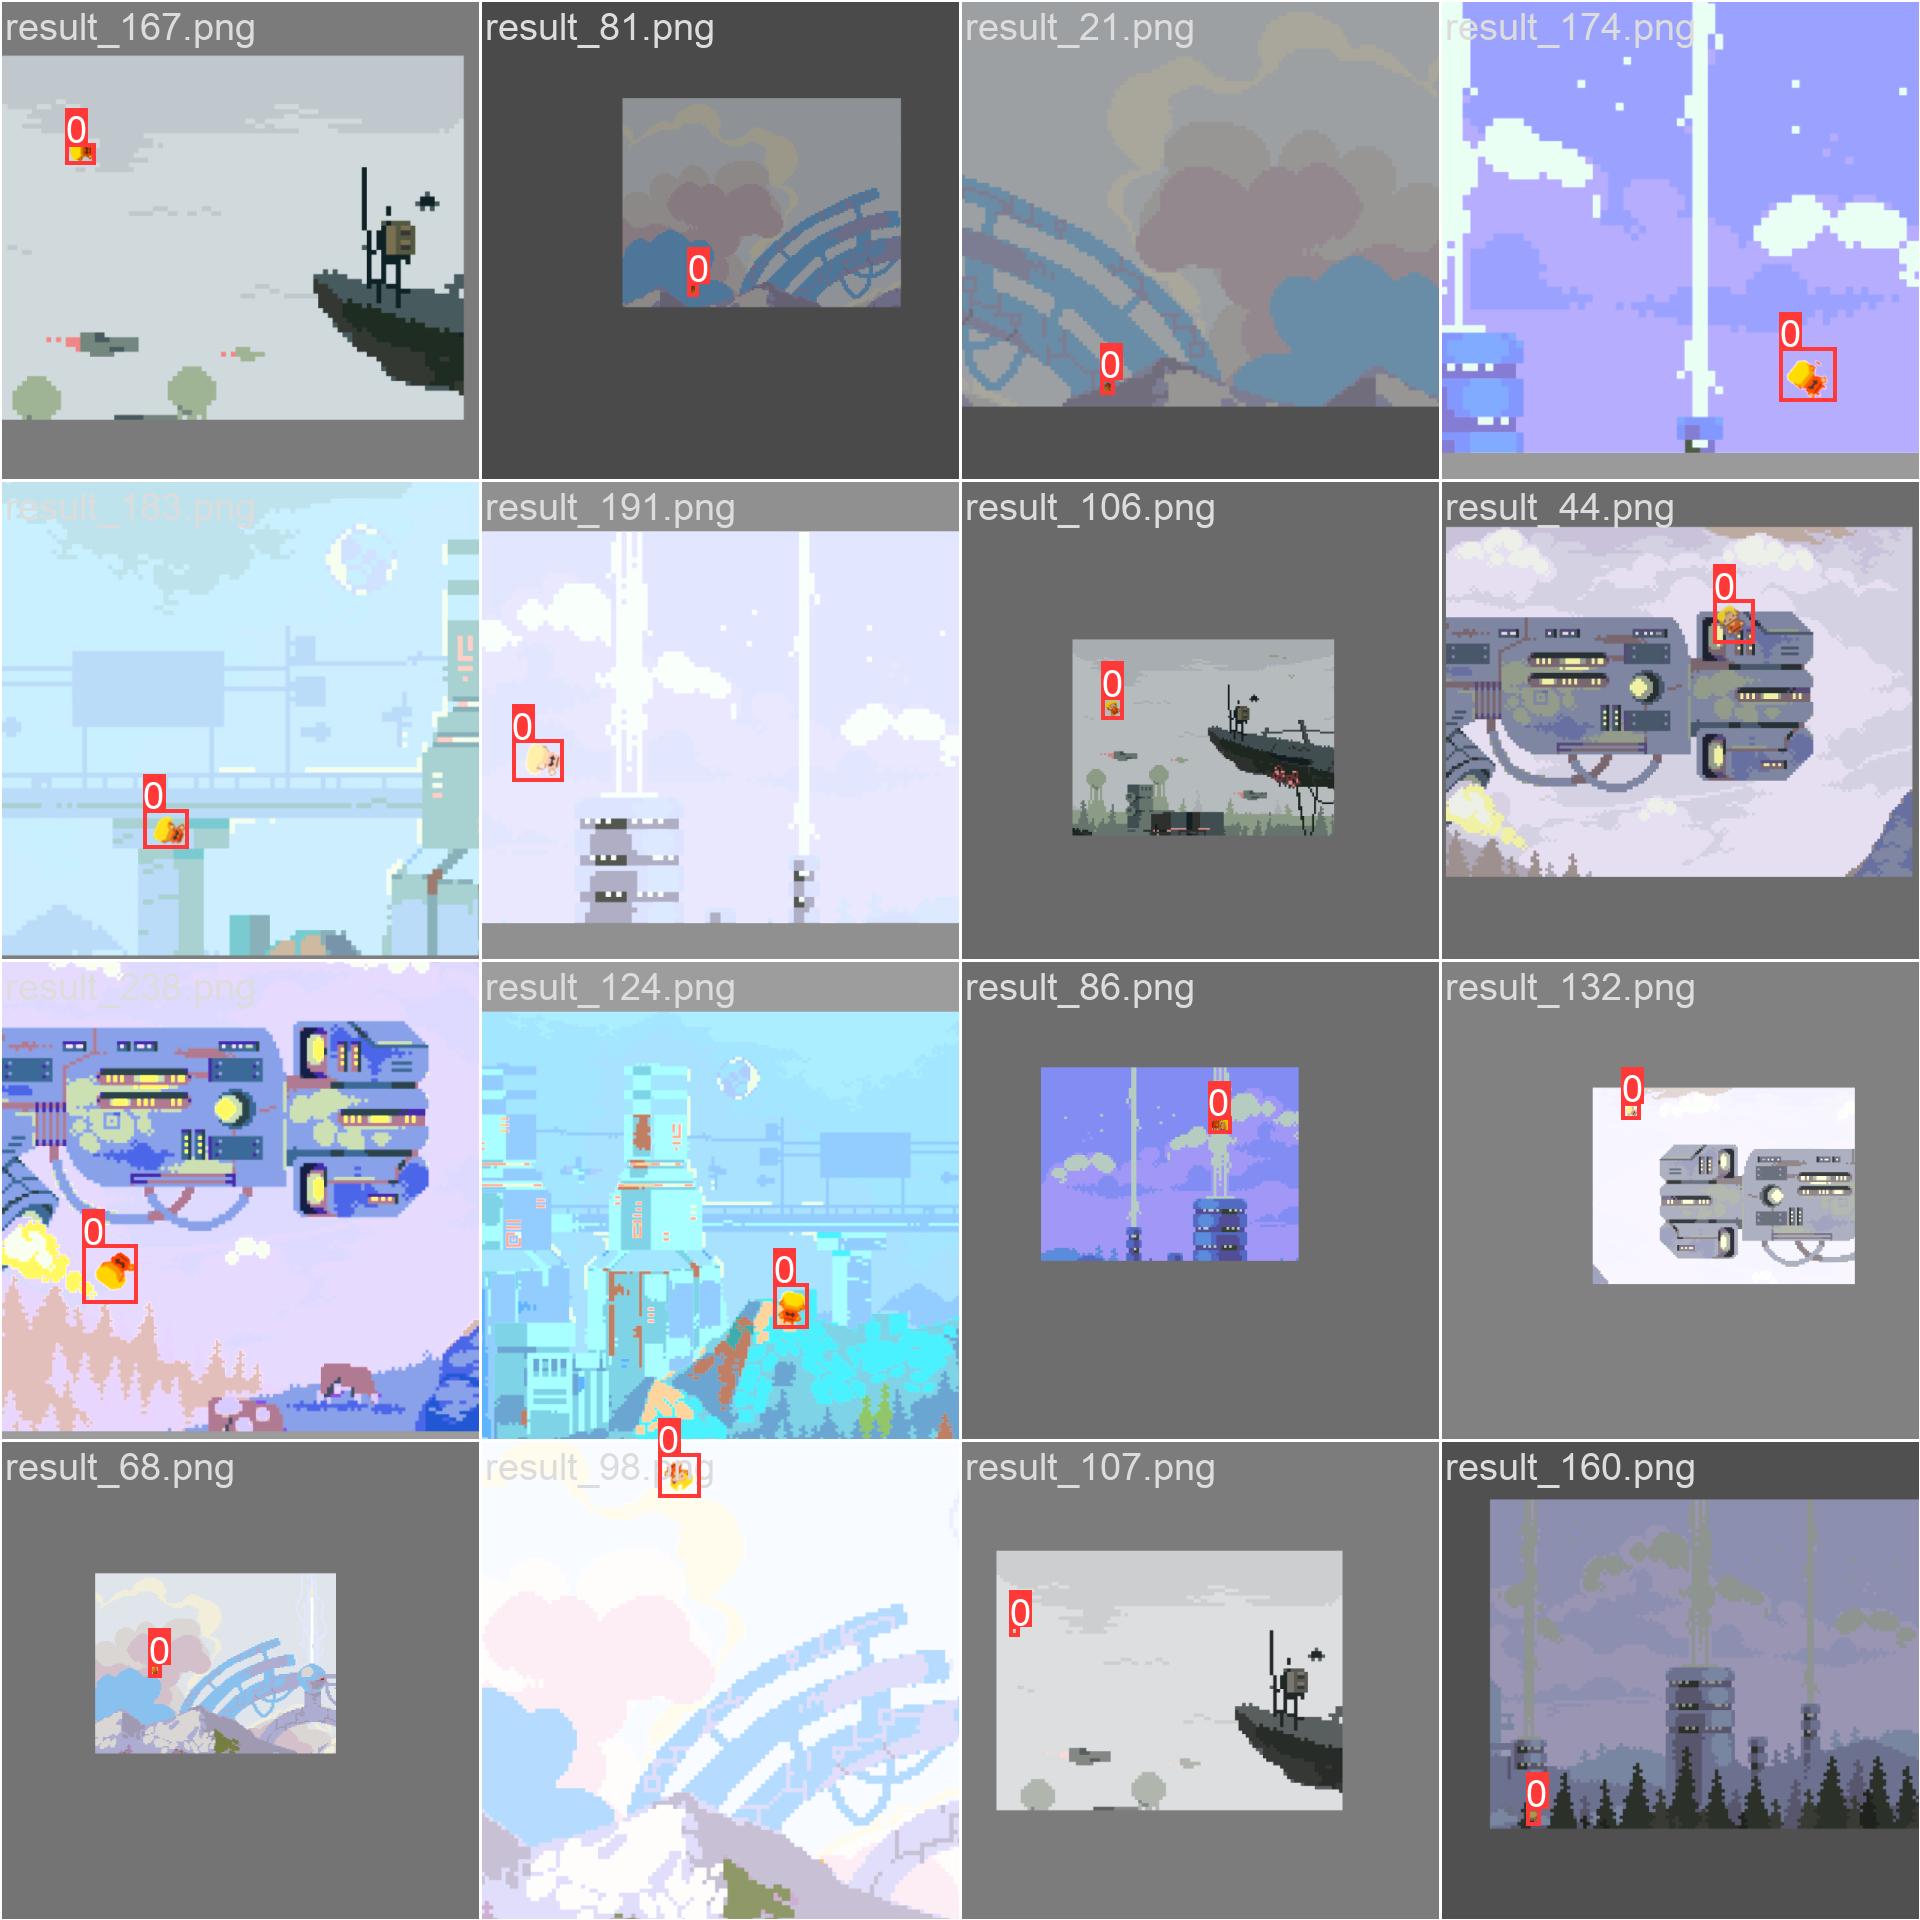 result_167.png
result_81.png
result_21.png
result_174.png
0
0
0
0
result_183.png
result_191.png
result_106.png
result_44.png
0
0
0
0
result_238.png
result_124.png
result_86.png
result_132.png
0
0
0
0
result_68.png
result_98.png
result_107.png
result_160.png
0
0
0
0